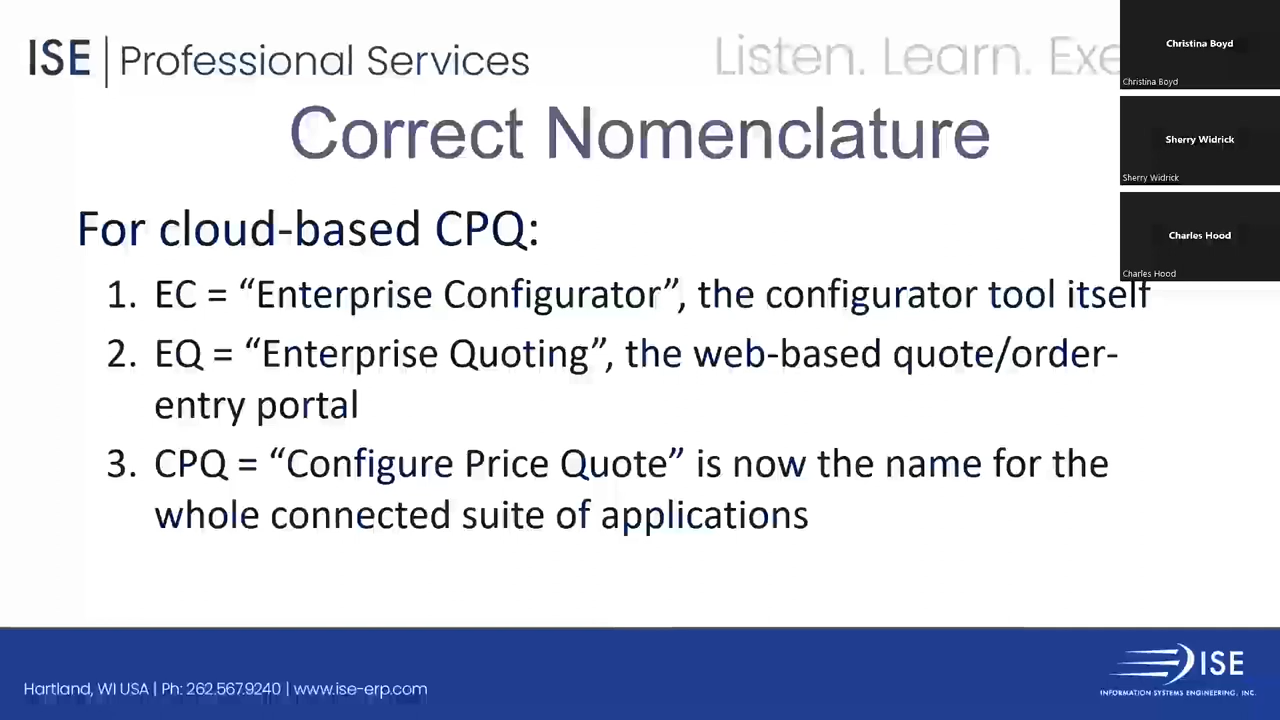 ISE | Professional Services
Listen. Learn.
Christina Boyd
Christina Boyd
Correct Nomenclature
Sherry Widrick
Sherry Widrick
For cloud-based CPQ:
Charles Hood
Charles Hood
1. EC = “Enterprise Configurator”, the configurator tool itself
2. EQ = “Enterprise Quoting”, the web-based quote/order-
entry portal
3. CPQ = “Configure Price Quote” is now the name for the
whole connected suite of applications
ISE
INFORMATION SYSTEMS ENGINEERING, INC.
Hartland, WI USA | Ph: 262.567.9240 | www.ise-erp.com